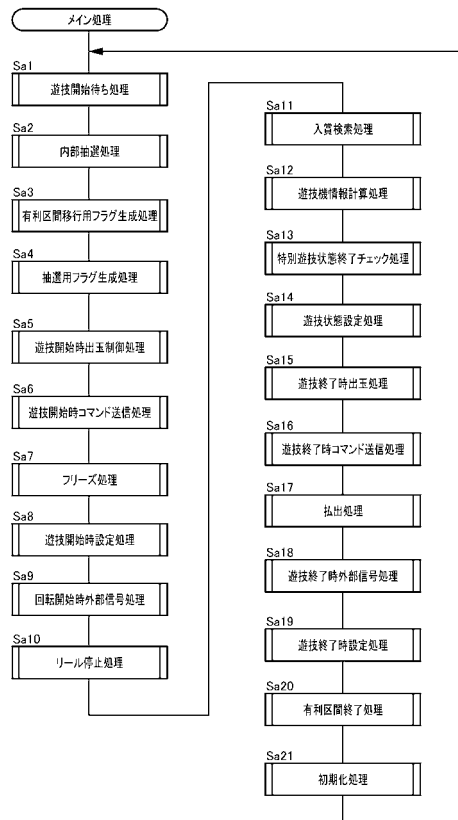 メイン処理
Sa1
遊技開始待ち処理
Sa2
内部抽選処理
Sa3
有利区間移行用フラグ生成処理
Sa4
抽選用フラグ生成処理
Sa5
遊技開始時出玉制御処理
Sa6
遊技開始時コマンド送信処理
Sa7
フリーズ処理
Sa8
遊技開始時設定処理
Sa9
回転開始時外部信号処理
Sa10
リール停止処理
Sa11
入賞検索処理
Sa12
遊技機情報計算処理
Sa13
特別遊技状態終了チェック処理
Sa14
遊技状態設定処理
Sa15
遊技終了時出玉処理
Sa16
遊技終了時コマンド送信処理
Sa17
払出処理
Sa18
遊技終了時外部信号処理
Sa19
遊技終了時設定処理
Sa20
有利区間終了処理
Sa21
初期化処理